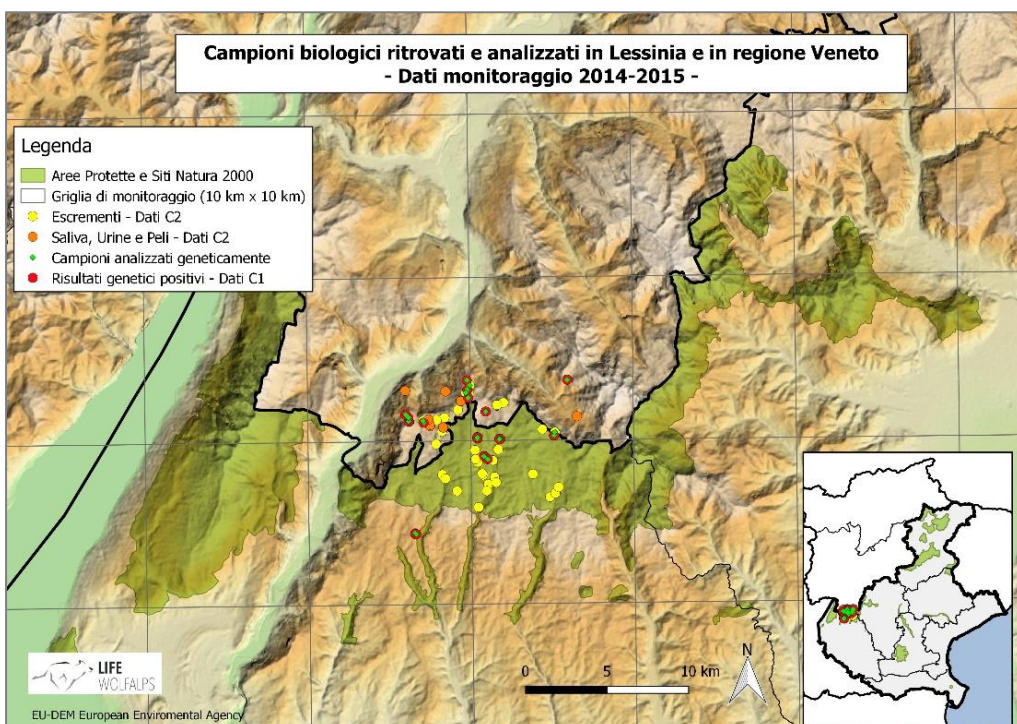 Campioni biologici ritrovati e analizzati in Lessinia e in regione Veneto
- Dati monitoraggio 2014-2015 -
Legenda
Aree Protette e Siti Natura 2000
Griglia di monitoraggio (10 km x 10 km)
Escrementi - Dati C2
Saliva, Urine e Peli - Dati C2
Campioni analizzati geneticamente
Risultati genetici positivi - Dati C1
LIFE
WOLFALPS
0 5 10 km
N
EU-DEM European Enviromental Agency